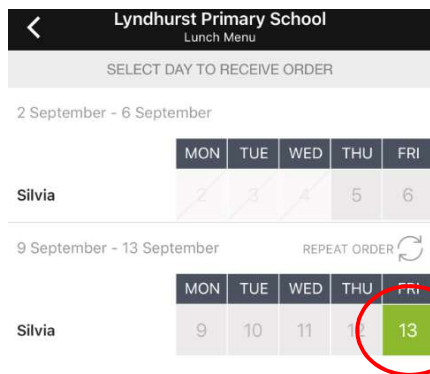 Lyndhurst Primary School
Lunch Menu
SELECT DAY TO RECEIVE ORDER
2 September - 6 September
MON TUE WED THU FRI
Silvia 2 3 4 5 6
9 September - 13 September REPEAT ORDER
MON TUE WED THU FRI
Silvia 9 10 11 12 13